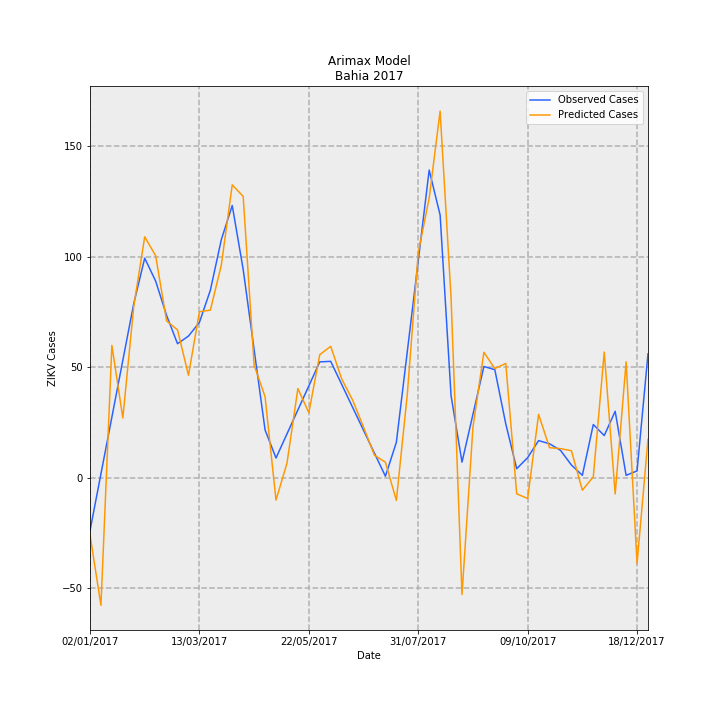 Arimax Model
Bahia 2017
Observed Cases
Predicted Cases
ZIKV Cases
150
100
50
0
−50
02/01/2017
13/03/2017
22/05/2017
31/07/2017
09/10/2017
18/12/2017
Date